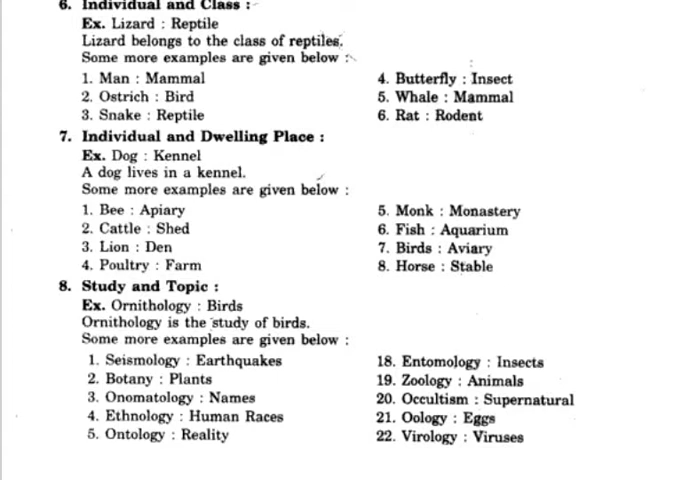 6. Individual and Class :
Ex. Lizard : Reptile
Lizard belongs to the class of reptiles.
Some more examples are given below :
1. Man : Mammal
2. Ostrich : Bird
3. Snake : Reptile
4. Butterfly : Insect
5. Whale : Mammal
6. Rat : Rodent
7. Individual and Dwelling Place :
Ex. Dog : Kennel
A dog lives in a kennel.
Some more examples are given below :
1. Bee : Apiary
2. Cattle : Shed
3. Lion : Den
4. Poultry : Farm
5. Monk : Monastery
6. Fish : Aquarium
7. Birds : Aviary
8. Horse : Stable
8. Study and Topic :
Ex. Ornithology : Birds
Ornithology is the study of birds.
Some more examples are given below :
1. Seismology : Earthquakes
2. Botany : Plants
3. Onomatology : Names
4. Ethnology : Human Races
5. Ontology : Reality
18. Entomology : Insects
19. Zoology : Animals
20. Occultism : Supernatural
21. Oology : Eggs
22. Virology : Viruses